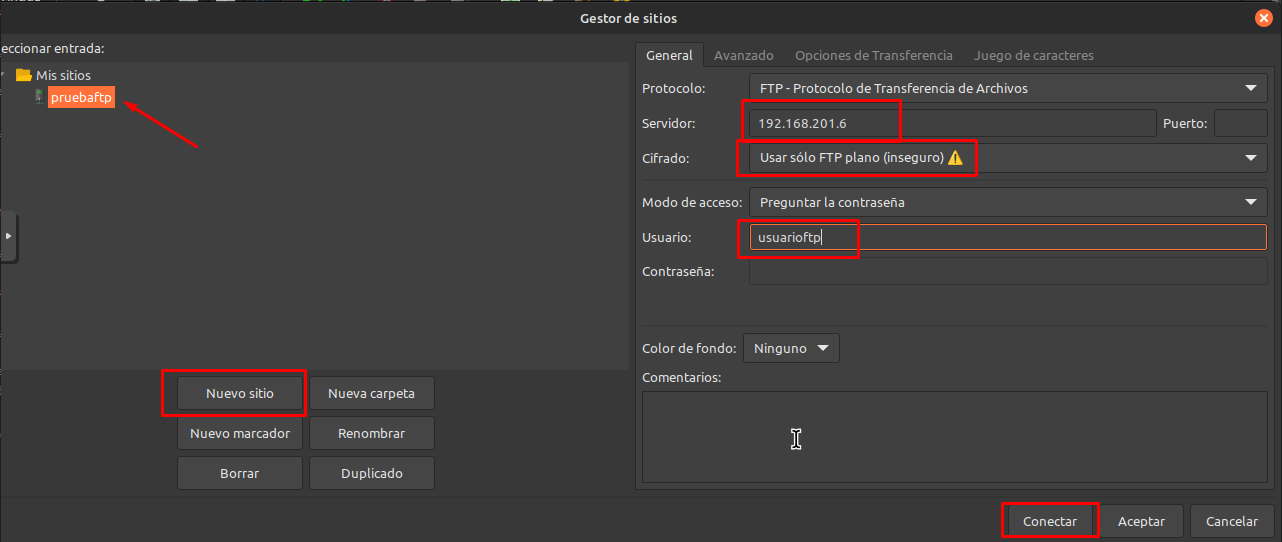 Gestor de sitios
eccionar entrada:
Mis sitios
pruebaftp
Nuevo sitio
Nueva carpeta
Nuevo marcador
Renombrar
Borrar
Duplicado
General
Avanzado
Opciones de Transferencia
Juego de caracteres
Protocolo:
FTP - Protocolo de Transferencia de Archivos
Servidor:
192.168.201.6
Puerto:
Cifrado:
Usar sólo FTP plano (inseguro)
Modo de acceso:
Preguntar la contraseña
Usuario:
usuarioftp
Contraseña:
Color de fondo:
Ninguno
Comentarios:
Conectar
Aceptar
Cancelar